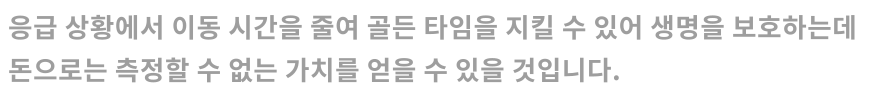 응급 상황에서 이동 시간을 줄여 골든 타임을 지킬 수 있어 생명을 보호하는데
돈으로는 측정할 수 없는 가치를 얻을 수 있을 것입니다.